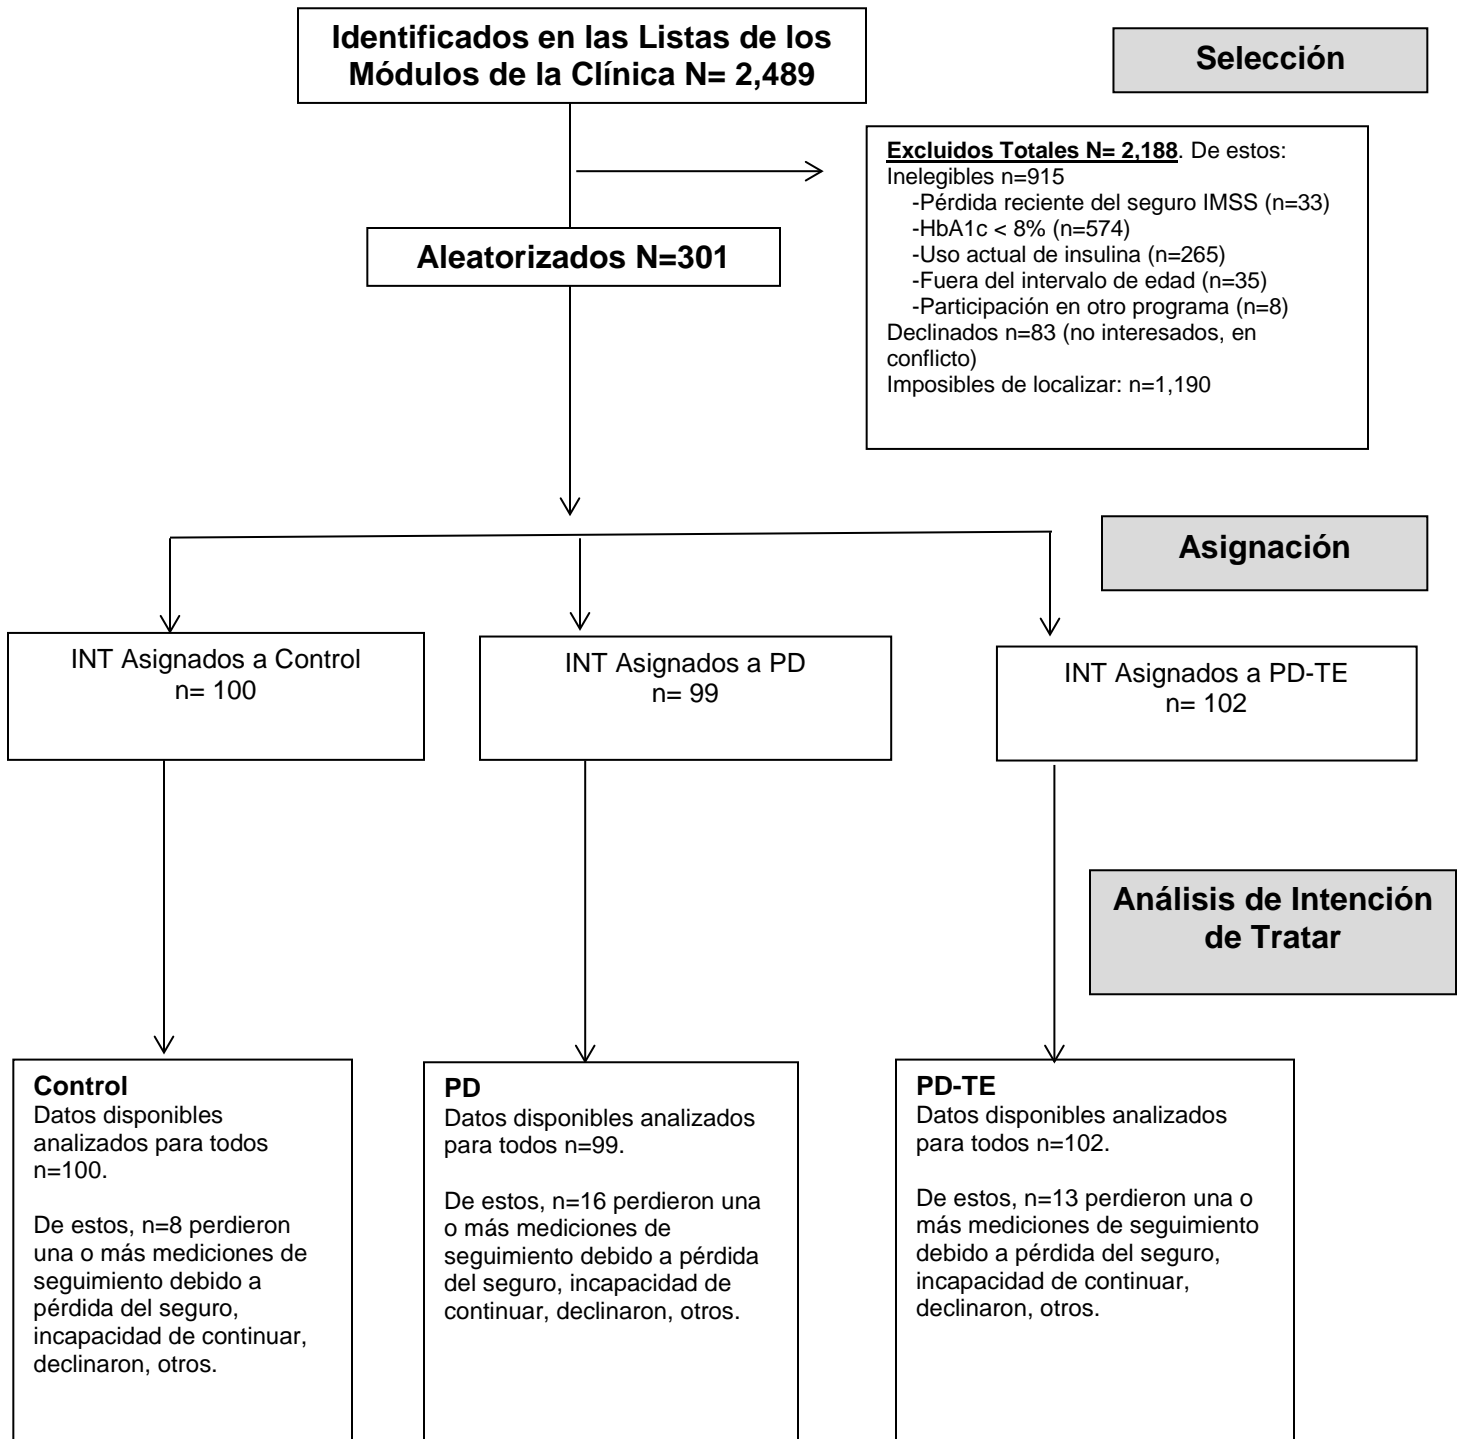 Identificados en las Listas de los
Módulos de la Clínica N= 2,489
Selección
Excluidos Totales N= 2,188. De estos:
Inelegibles n=915
-Pérdida reciente del seguro IMSS (n=33)
-HbA1c < 8% (n=574)
-Uso actual de insulina (n=265)
-Fuera del intervalo de edad (n=35)
-Participación en otro programa (n=8)
Declinados n=83 (no interesados, en
conflicto)
Imposibles de localizar: n=1,190
Aleatorizados N=301
Asignación
INT Asignados a Control
n= 100
INT Asignados a PD
n= 99
INT Asignados a PD-TE
n= 102
Análisis de Intención
de Tratar
Control
Datos disponibles
analizados para todos
n=100.
De estos, n=8 perdieron
una o más mediciones de
seguimiento debido a
pérdida del seguro,
incapacidad de continuar,
declinaron, otros.
PD
Datos disponibles analizados
para todos n=99.
De estos, n=16 perdieron una
o más mediciones de
seguimiento debido a pérdida
del seguro, incapacidad de
continuar, declinaron, otros.
PD-TE
Datos disponibles analizados
para todos n=102.
De estos, n=13 perdieron una o
más mediciones de seguimiento
debido a pérdida del seguro,
incapacidad de continuar,
declinaron, otros.